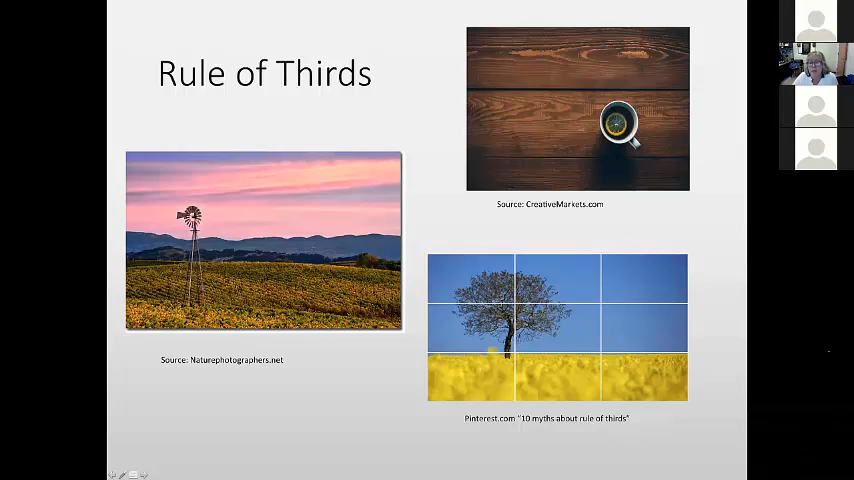 Rule of Thirds
Source: CreativeMarkets.com
Source: Naturephotographers.net
Pinterest.com "10 myths about rule of thirds"